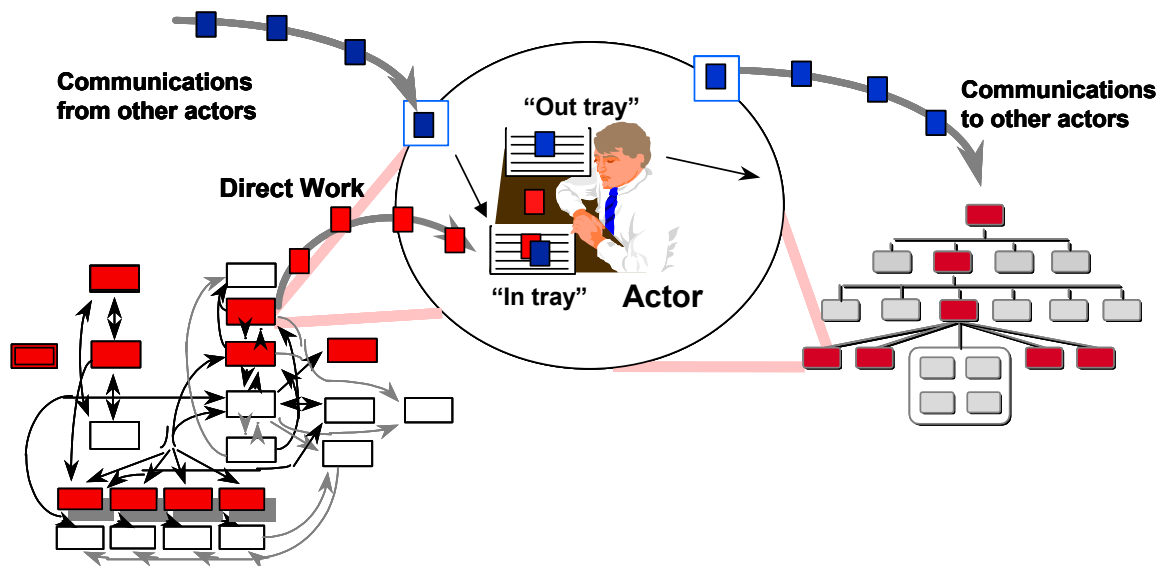 Communications
from other actors
“Out tray”
Communications
to other actors
Direct Work
“In tray”
Actor